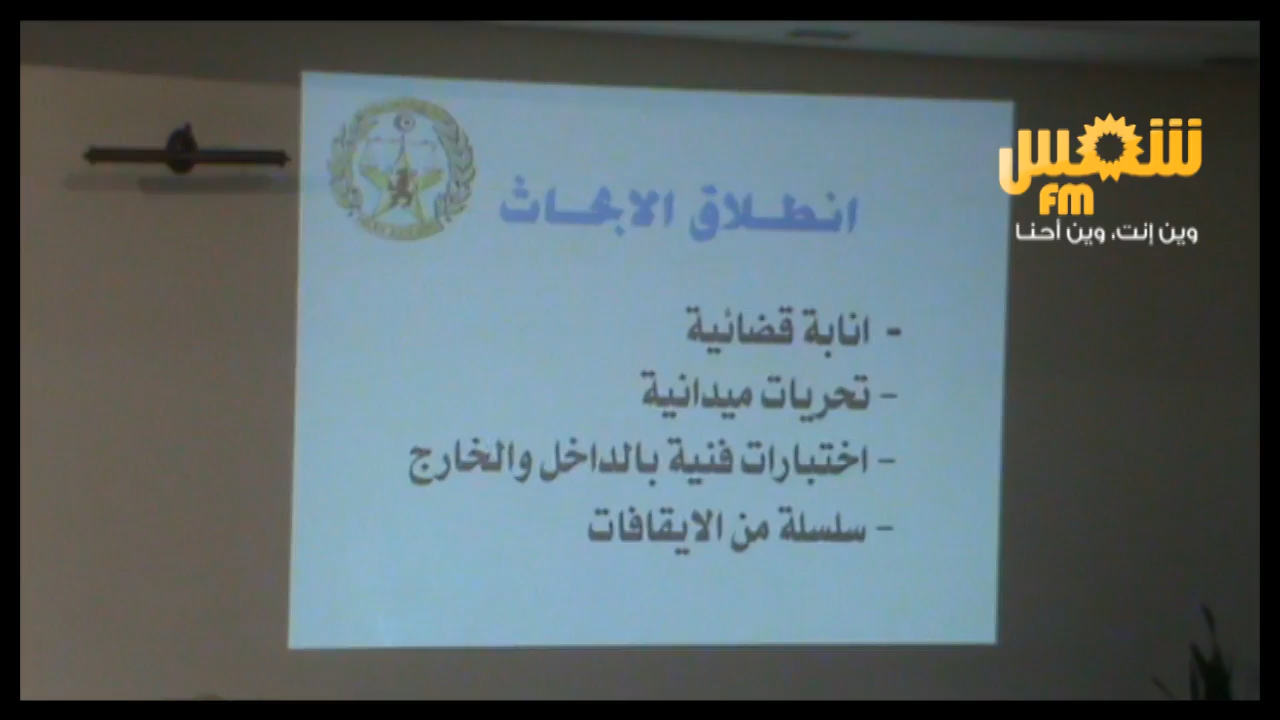 شمس
FM
وين إنت، وين أحنا
انطلاق الابحاث
- انابة قضائية
- تحريات ميدانية
- اختبارات فنية بالداخل والخارج
- سلسلة من الايقافات